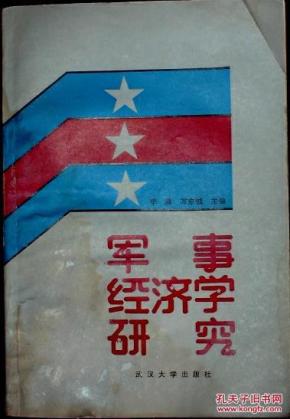 军事
经济学
研究
武汉大学出版社
孔夫子旧书网